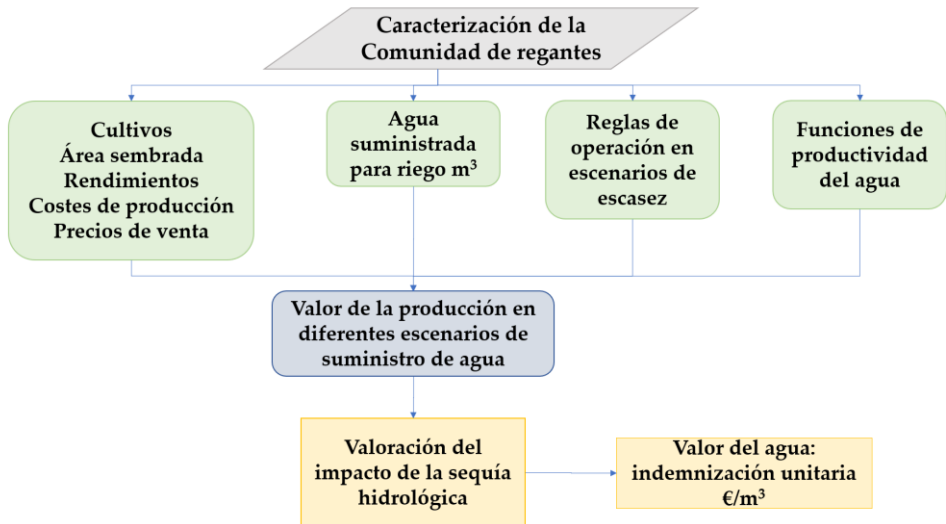 Caracterización de la
Comunidad de regantes
Cultivos
Área sembrada
Rendimientos
Costes de producción
Precios de venta
Agua
suministrada
para riego m³
Reglas de
operación en
escenarios de
escasez
Funciones de
productividad
del agua
Valor de la producción en
diferentes escenarios de
suministro de agua
Valoración del
impacto de la sequía
hidrológica
Valor del agua:
indemnización unitaria
€/m³